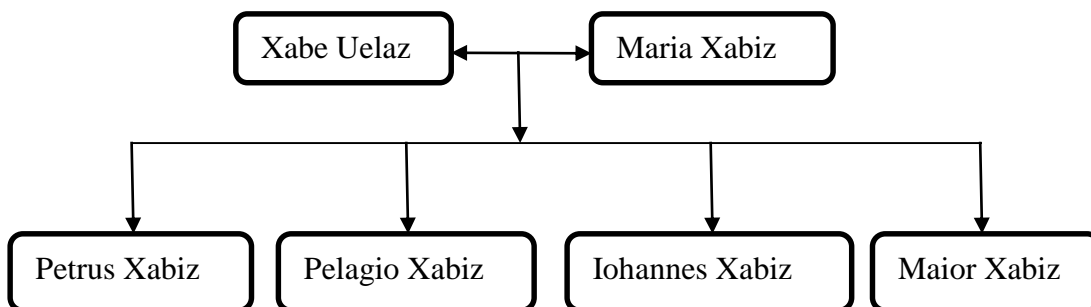 Xabe Uelaz
Maria Xabiz
Petrus Xabiz
Pelagio Xabiz
Iohannes Xabiz
Maior Xabiz